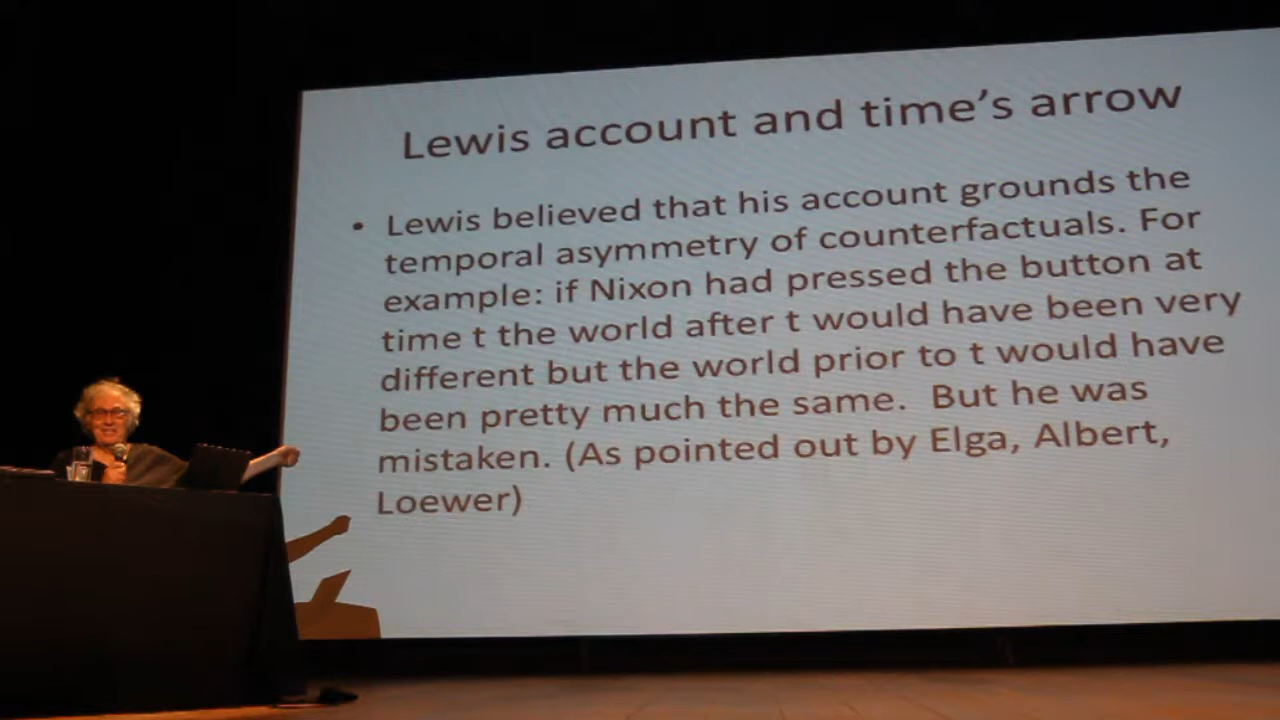 Lewis account and time's arrow
• Lewis believed that his account grounds the
temporal asymmetry of counterfactuals. For
example: if Nixon had pressed the button at
time t the world after t would have been very
different but the world prior to t would have
been pretty much the same.  But he was
mistaken. (As pointed out by Elga, Albert,
Loewer)